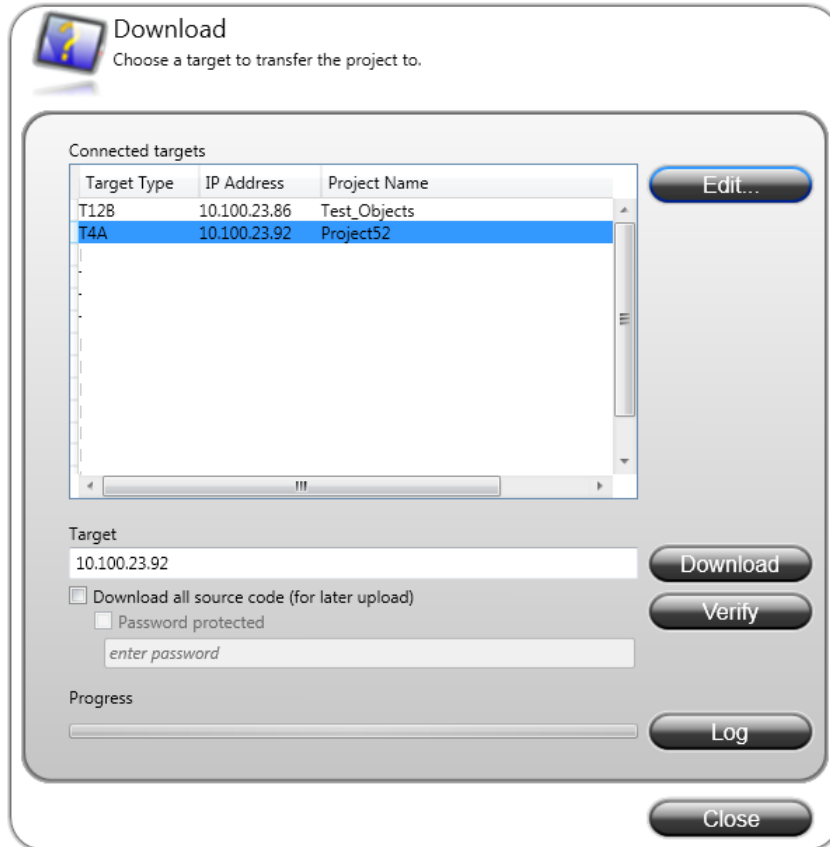 Download
Choose a target to transfer the project to.
Connected targets
Edit...
Target Type IP Address Project Name
T12B 10.100.23.86 Test_Objects
T4A 10.100.23.92 Project52
Target
10.100.23.92
Download
Download all source code (for later upload)
Verify
Password protected
enter password
Progress
Log
Close